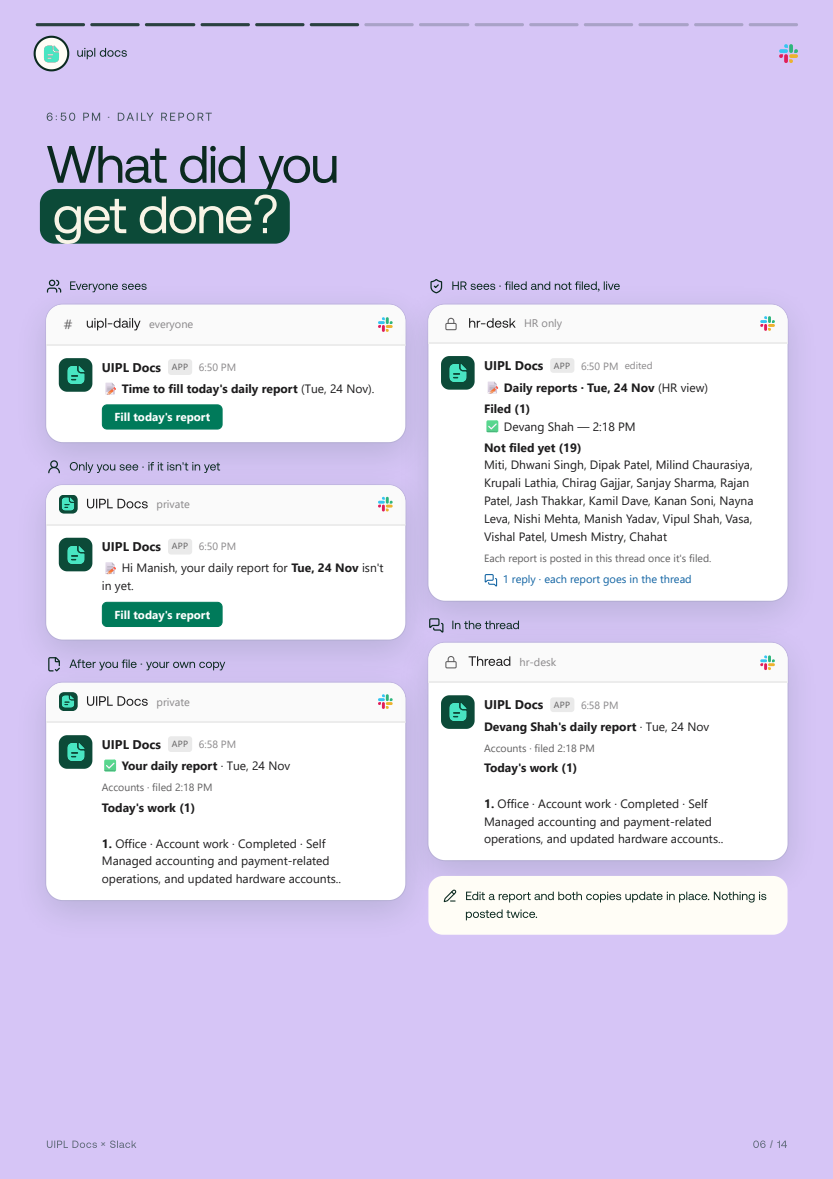 uipl docs
6:50 PM · DAILY REPORT
What did you
get done?
Everyone sees
# uipl-daily everyone
UIPL Docs APP 6:50 PM
📝 Time to fill today's daily report (Tue, 24 Nov).
Fill today's report
Only you see · if it isn't in yet
UIPL Docs private
UIPL Docs APP 6:50 PM
📝 Hi Manish, your daily report for Tue, 24 Nov isn't
in yet.
Fill today's report
After you file · your own copy
UIPL Docs private
UIPL Docs APP 6:58 PM
✅ Your daily report · Tue, 24 Nov
Accounts · filed 2:18 PM
Today's work (1)
1. Office · Account work · Completed · Self
Managed accounting and payment-related
operations, and updated hardware accounts..
HR sees · filed and not filed, live
hr-desk HR only
UIPL Docs APP 6:50 PM edited
📝 Daily reports · Tue, 24 Nov (HR view)
Filed (1)
✅ Devang Shah — 2:18 PM
Not filed yet (19)
Miti, Dhwani Singh, Dipak Patel, Milind Chaurasiya,
Krupali Lathia, Chirag Gajjar, Sanjay Sharma, Rajan
Patel, Jash Thakkar, Kamil Dave, Kanan Soni, Nayna
Leva, Nishi Mehta, Manish Yadav, Vipul Shah, Vasa,
Vishal Patel, Umesh Mistry, Chahat
Each report is posted in this thread once it's filed.
1 reply · each report goes in the thread
In the thread
Thread hr-desk
UIPL Docs APP 6:58 PM
Devang Shah's daily report · Tue, 24 Nov
Accounts · filed 2:18 PM
Today's work (1)
1. Office · Account work · Completed · Self
Managed accounting and payment-related
operations, and updated hardware accounts..
Edit a report and both copies update in place. Nothing is
posted twice.
UIPL Docs × Slack
06 / 14